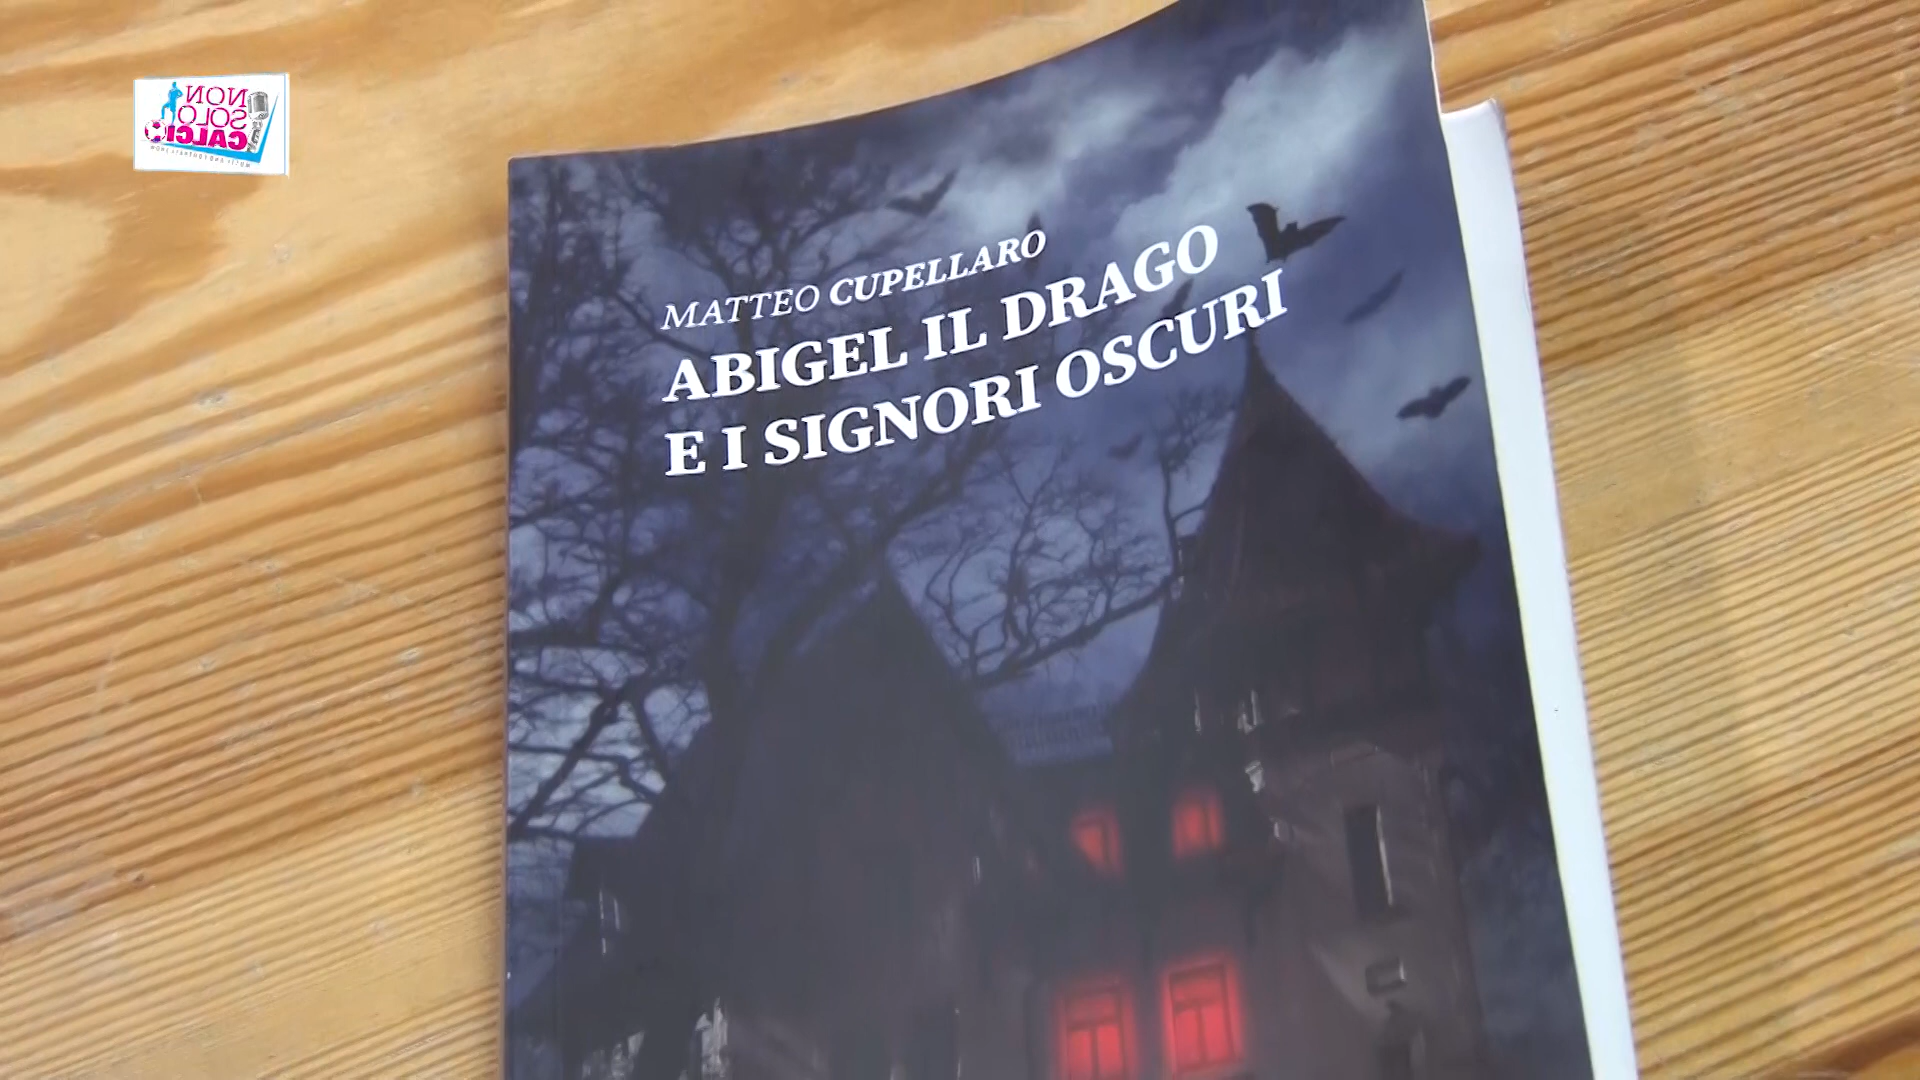 NON
SOLO
CALCIO
MATTEO CUPELLARO
ABIGEL IL DRAGO
E I SIGNORI OSCURI